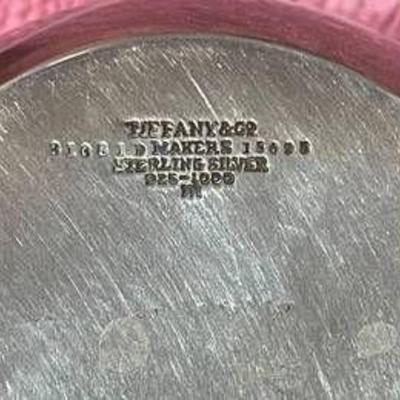 TIFFANY & CO
MAKERS
STERLING SILVER
925-1000
M